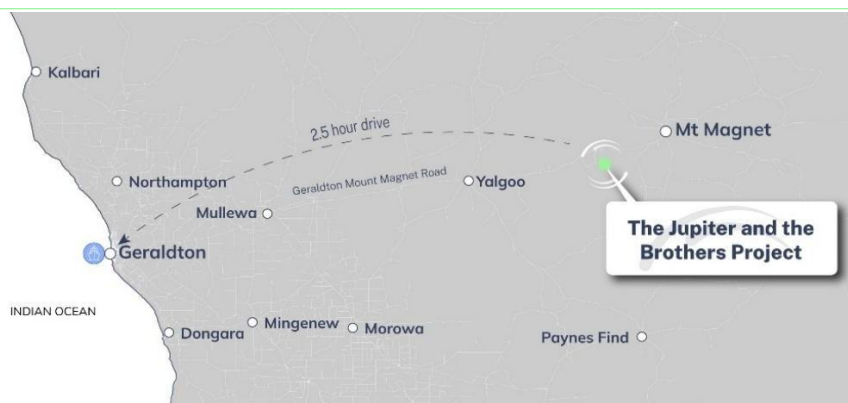 Kalbari
2.5 hour drive
Mt Magnet
Northampton
Geraldton Mount Magnet Road
Yalgoo
Mullewa
The Jupiter and the
Brothers Project
Geraldton
INDIAN OCEAN
Dongara
Mingenew
Morowa
Paynes Find